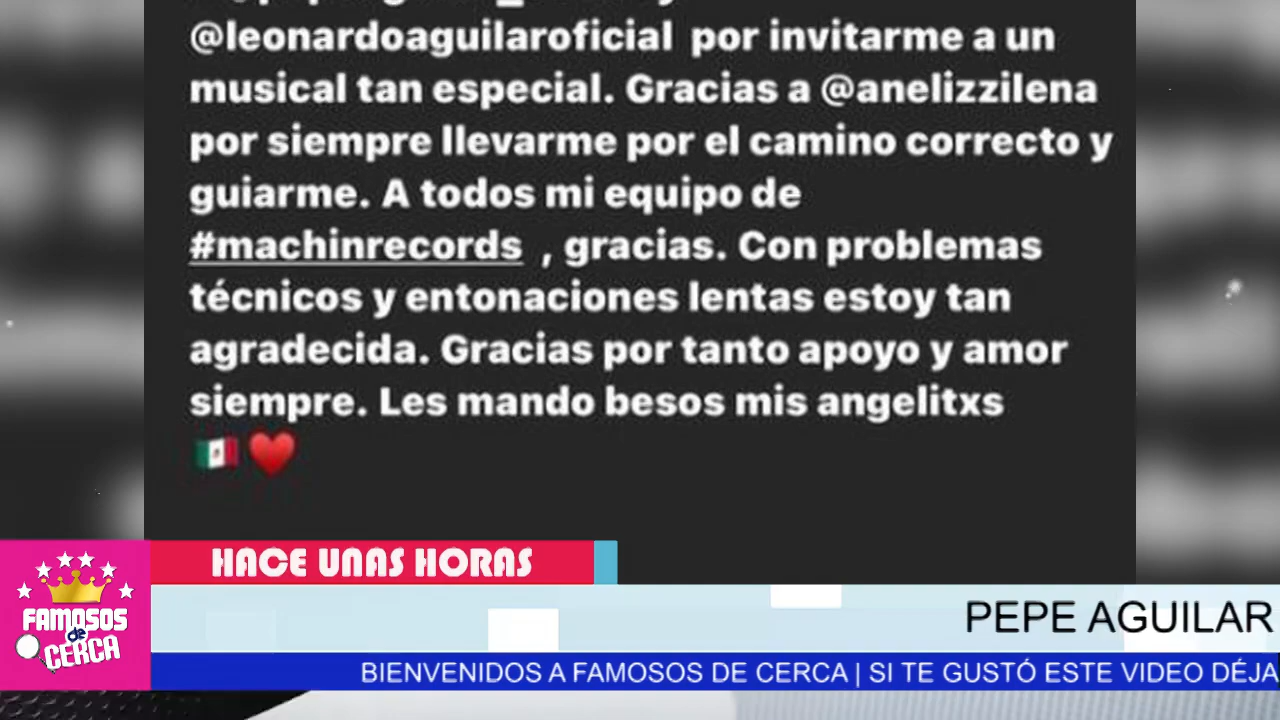 @leonardoaguilaroficial por invitarme a un
musical tan especial. Gracias a @anelizzilena
por siempre llevarme por el camino correcto y
guiarme. A todos mi equipo de
#machinrecords , gracias. Con problemas
técnicos y entonaciones lentas estoy tan
agradecida. Gracias por tanto apoyo y amor
siempre. Les mando besos mis angelitxs
HACE UNAS HORAS
FAMOSOS
de
CERCA
PEPE AGUILAR
BIENVENIDOS A FAMOSOS DE CERCA | SI TE GUSTÓ ESTE VIDEO DÉJA